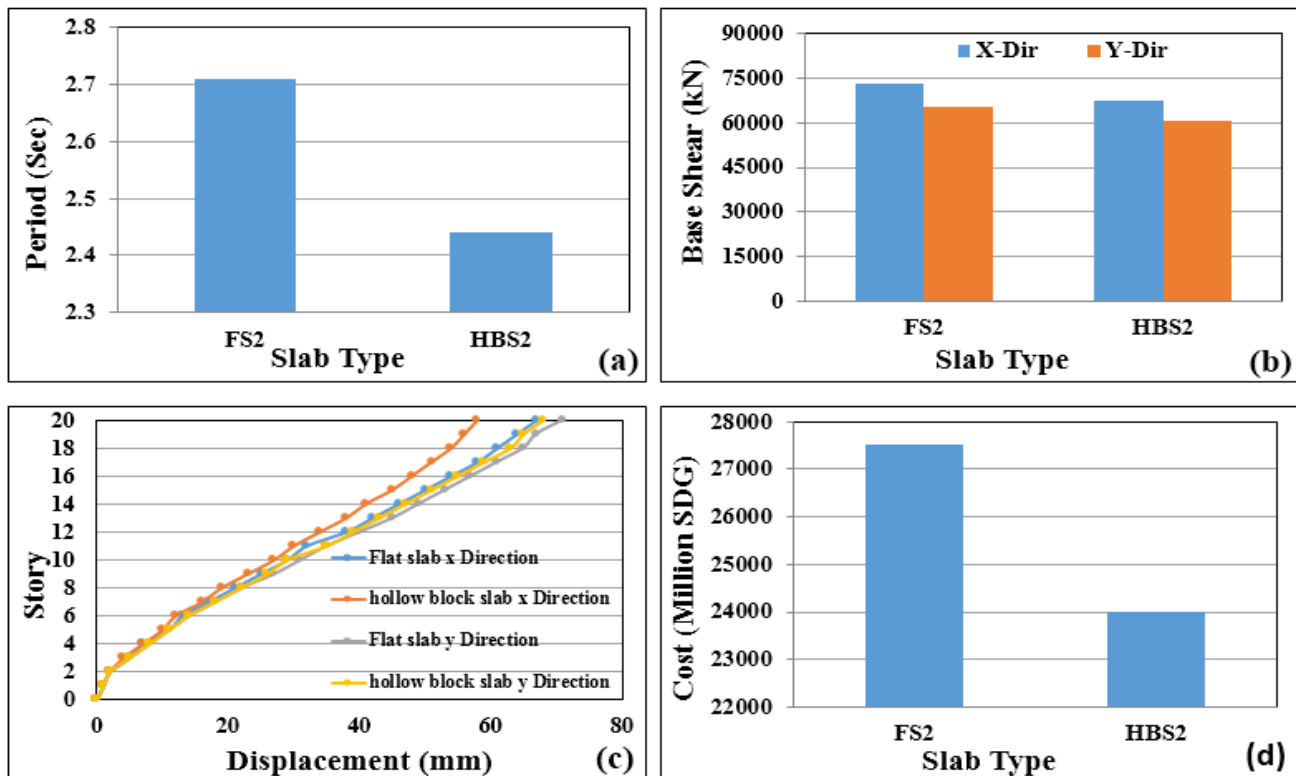 2.8
2.7
2.6
2.5
2.4
2.3
Period (Sec)
FS2
HBS2
Slab Type
(a)
90000
75000
60000
45000
30000
15000
0
Base Shear (kN)
X-Dir
Y-Dir
FS2
HBS2
Slab Type
(b)
20
18
16
14
12
10
8
6
4
2
0
Story
Flat slab x Direction
hollow block slab x Direction
Flat slab y Direction
hollow block slab y Direction
0
20
40
60
80
Displacement (mm)
(c)
28000
27000
26000
25000
24000
23000
22000
Cost (Million SDG)
FS2
HBS2
Slab Type
(d)